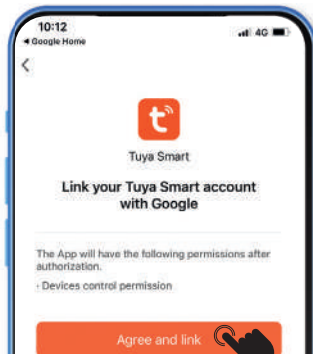 10:12
4G
◀ Google Home
Tuya Smart
Link your Tuya Smart account
with Google
The App will have the following permissions after
authorization.
· Devices control permission
Agree and link